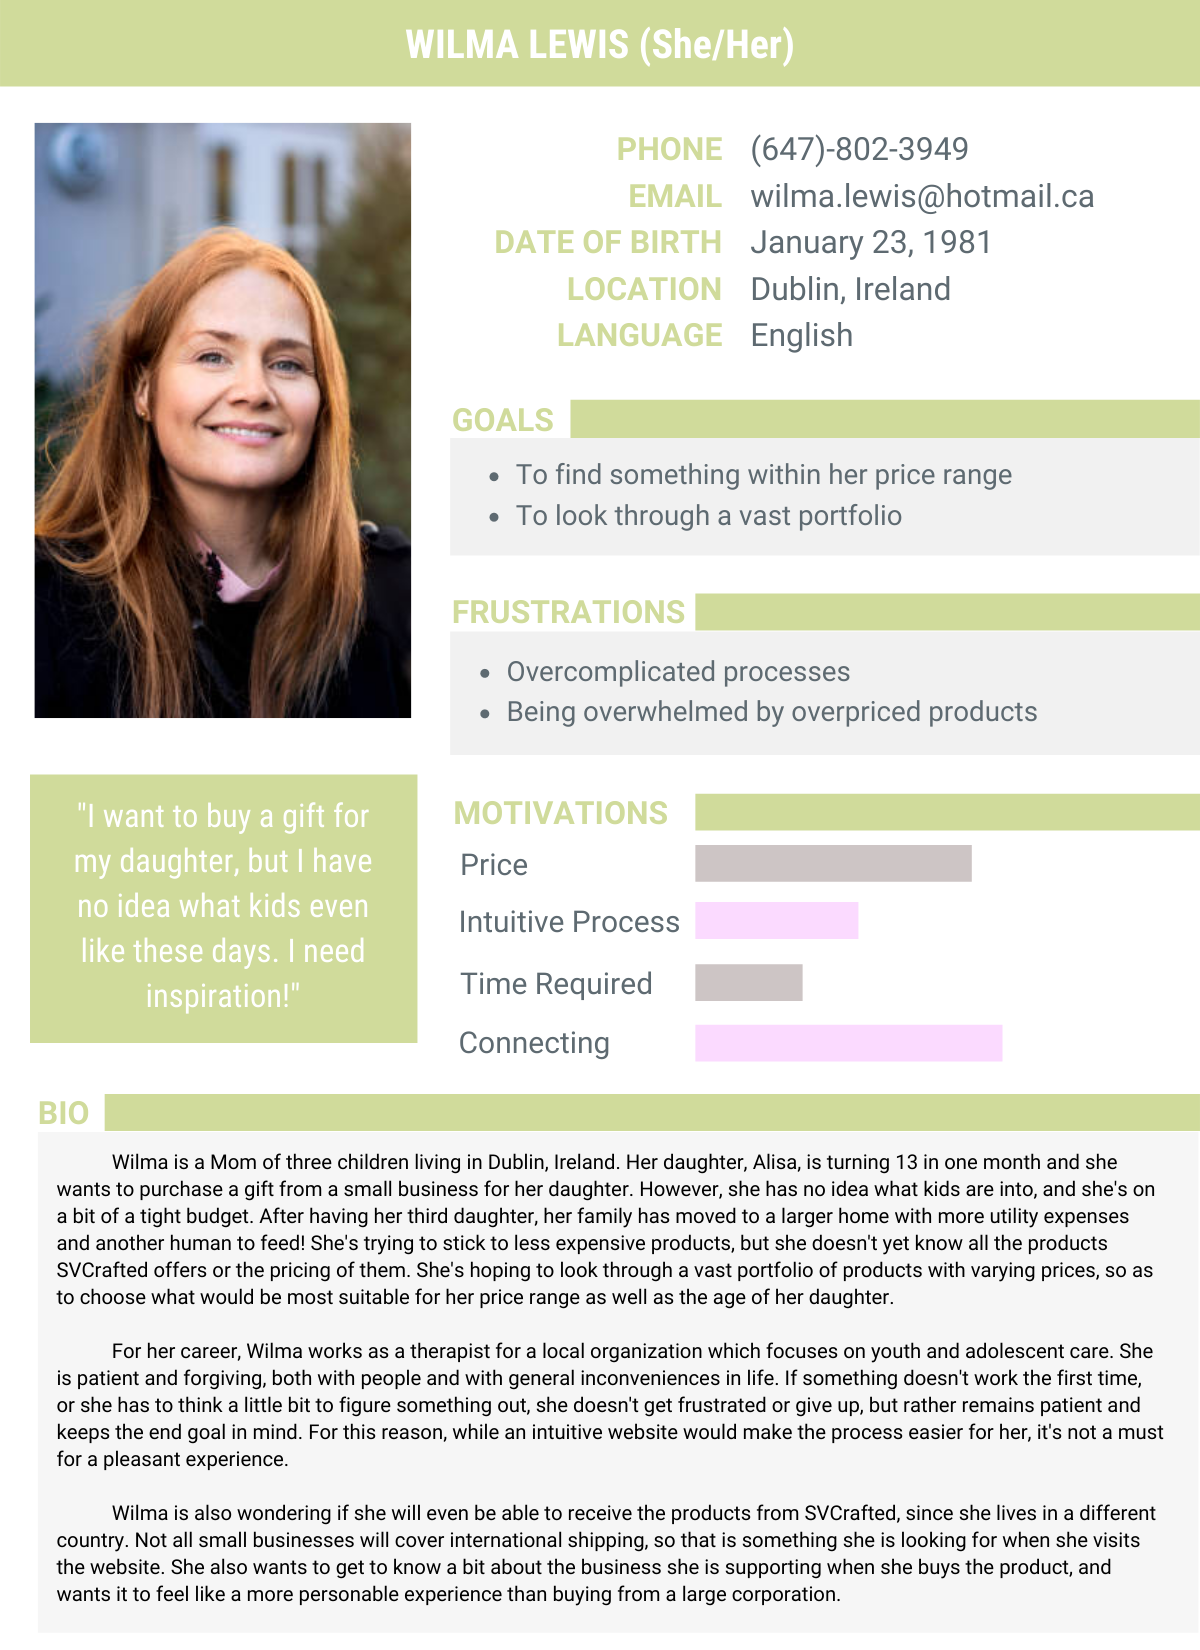 WILMA LEWIS (She/Her)
PHONE (647)-802-3949
EMAIL wilma.lewis@hotmail.ca
DATE OF BIRTH January 23, 1981
LOCATION Dublin, Ireland
LANGUAGE English
GOALS
• To find something within her price range
• To look through a vast portfolio
FRUSTRATIONS
• Overcomplicated processes
• Being overwhelmed by overpriced products
"I want to buy a gift for
my daughter, but I have
no idea what kids even
like these days. I need
inspiration!"
MOTIVATIONS
Price
Intuitive Process
Time Required
Connecting
BIO
Wilma is a Mom of three children living in Dublin, Ireland. Her daughter, Alisa, is turning 13 in one month and she
wants to purchase a gift from a small business for her daughter. However, she has no idea what kids are into, and she's on
a bit of a tight budget. After having her third daughter, her family has moved to a larger home with more utility expenses
and another human to feed! She's trying to stick to less expensive products, but she doesn't yet know all the products
SVCrafted offers or the pricing of them. She's hoping to look through a vast portfolio of products with varying prices, so as
to choose what would be most suitable for her price range as well as the age of her daughter.
For her career, Wilma works as a therapist for a local organization which focuses on youth and adolescent care. She
is patient and forgiving, both with people and with general inconveniences in life. If something doesn't work the first time,
or she has to think a little bit to figure something out, she doesn't get frustrated or give up, but rather remains patient and
keeps the end goal in mind. For this reason, while an intuitive website would make the process easier for her, it's not a must
for a pleasant experience.
Wilma is also wondering if she will even be able to receive the products from SVCrafted, since she lives in a different
country. Not all small businesses will cover international shipping, so that is something she is looking for when she visits
the website. She also wants to get to know a bit about the business she is supporting when she buys the product, and
wants it to feel like a more personable experience than buying from a large corporation.